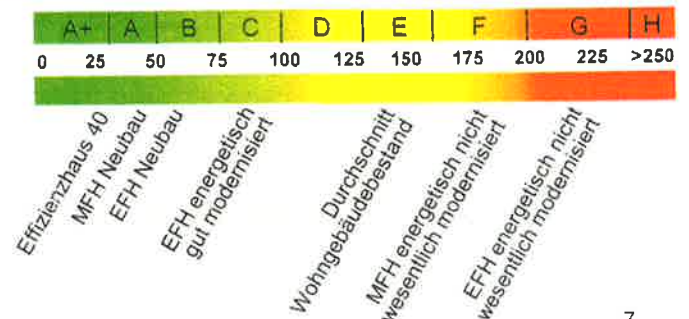 A+ A B C D E F G H
0 25 50 75 100 125 150 175 200 225 >250
Effizienzhaus 40
MFH Neubau
EFH Neubau
EFH energetisch
gut modernisiert
Durchschnitt
Wohngebäudebestand
MFH energetisch nicht
wesentlich modernisiert
EFH energetisch nicht
wesentlich modernisiert
7